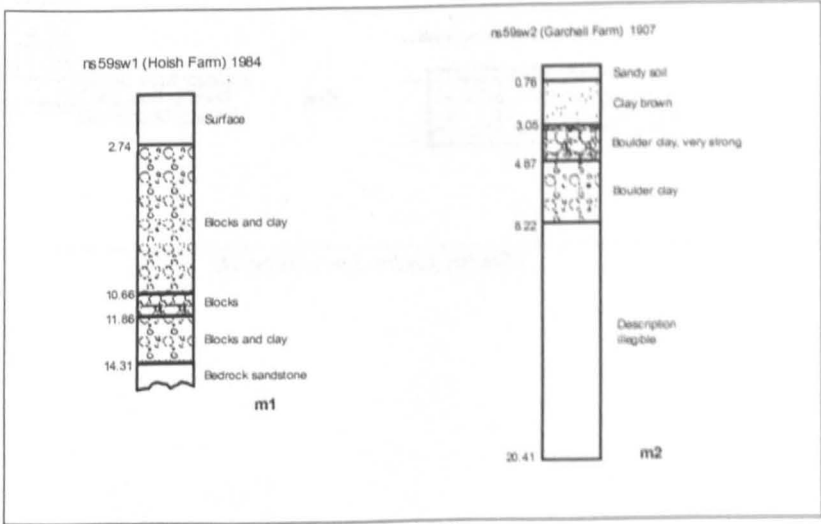 ns59sw1 (Hoish Farm) 1984
Surface
2.74
Blocks and clay
10.66
Blocks
11.86
Blocks and clay
14.31
Bedrock sandstone
m1
ns59sw2 (Garchell Farm) 1907
Sandy soil
0.76
Clay brown
3.05
Boulder clay, very strong
4.87
Boulder clay
8.22
Description
illegible
20.41
m2